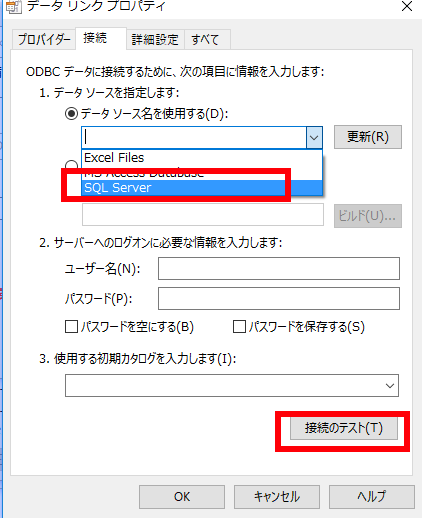 データ リンク プロパティ
プロバイダー 接続 詳細設定 すべて
ODBC データに接続するために、次の項目に情報を入力します:
1. データ ソースを指定します:
データ ソース名を使用する(D):
更新(R)
Excel Files
MS Access Database
SQL Server
ビルド(U)...
2. サーバーへのログオンに必要な情報を入力します:
ユーザー名(N):
パスワード(P):
パスワードを空にする(B) パスワードを保存する(S)
3. 使用する初期カタログを入力します(I):
接続のテスト(T)
OK キャンセル ヘルプ